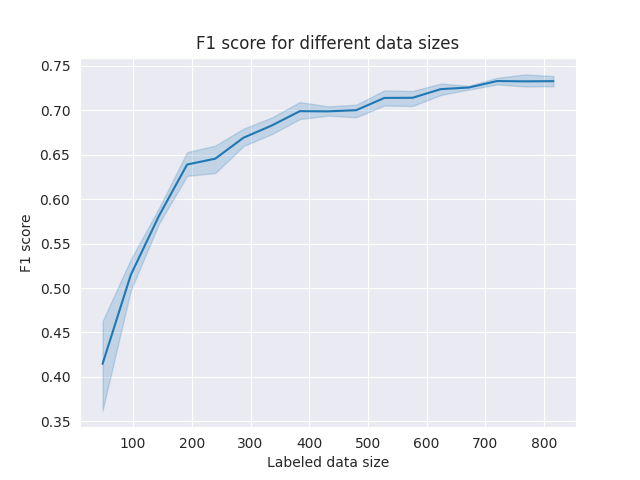 F1 score for different data sizes
0.75
0.70
0.65
0.60
0.55
0.50
0.45
0.40
0.35
F1 score
100 200 300 400 500 600 700 800
Labeled data size